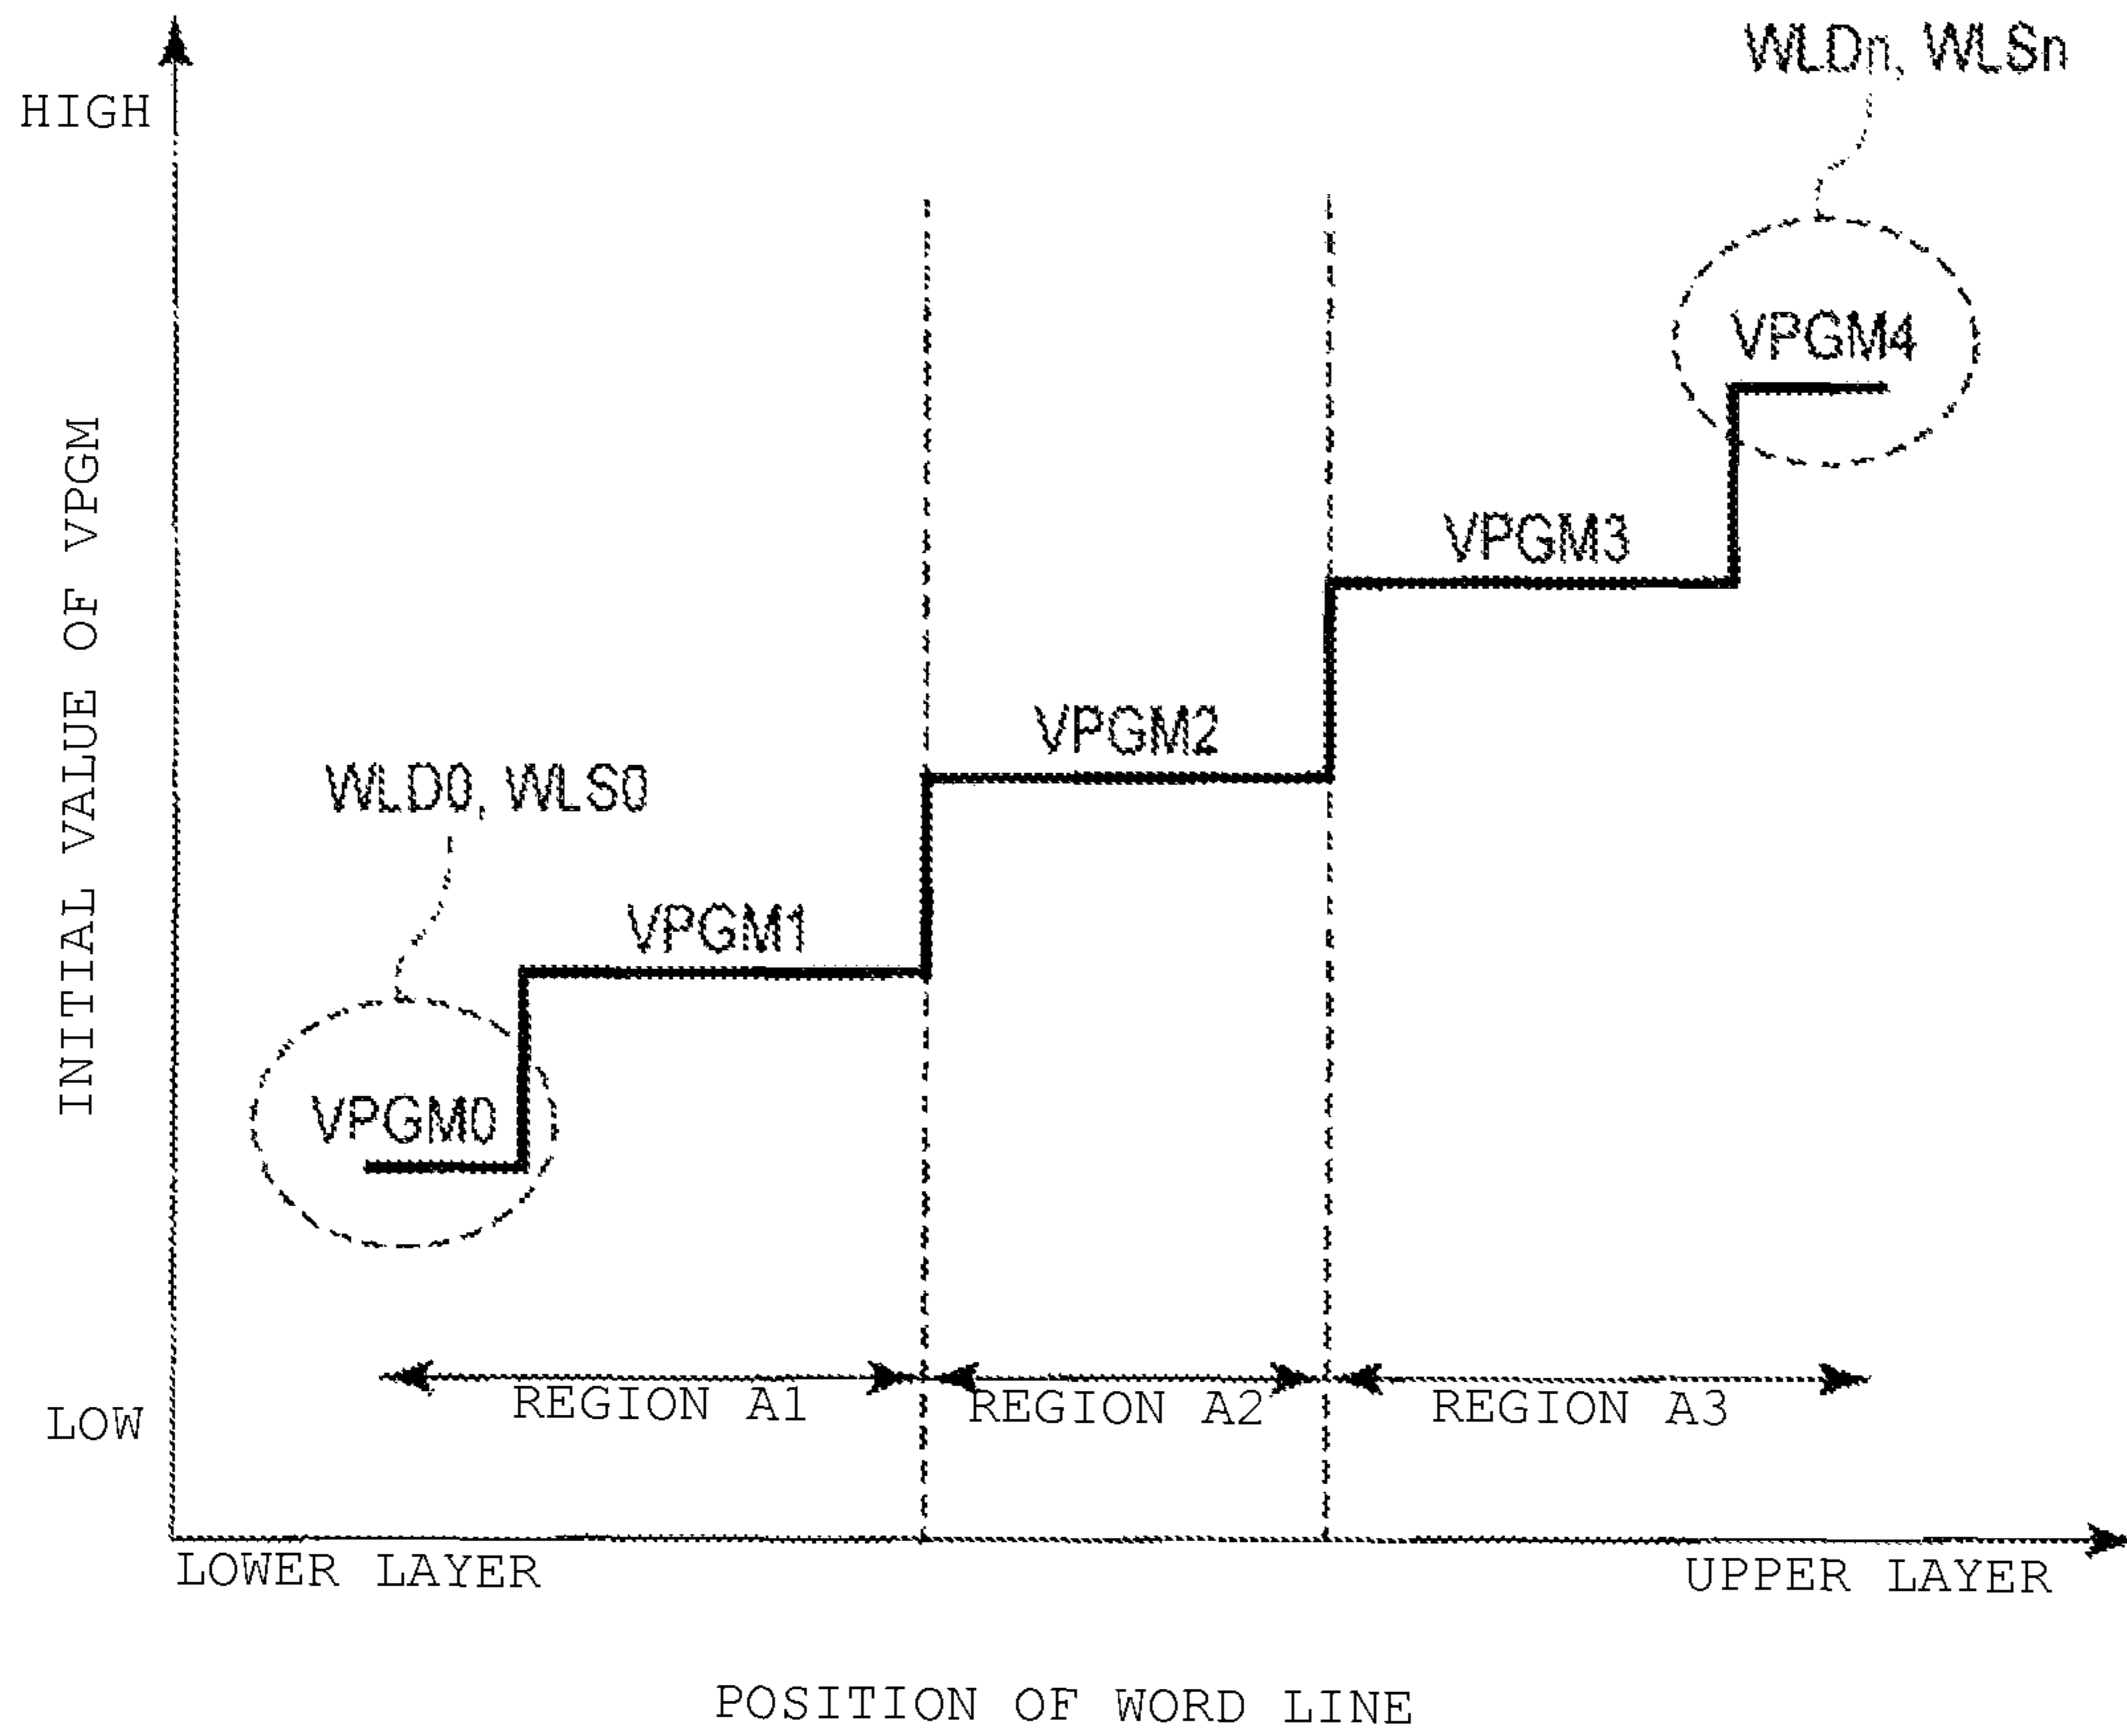 WLDn, WLSn
HIGH
VPGM4
VPGM3
VPGM2
WLD0, WLS0
VPGM1
VPGM0
INITIAL VALUE OF VPGM
REGION A1
REGION A2
REGION A3
LOW
LOWER LAYER
UPPER LAYER
POSITION OF WORD LINE